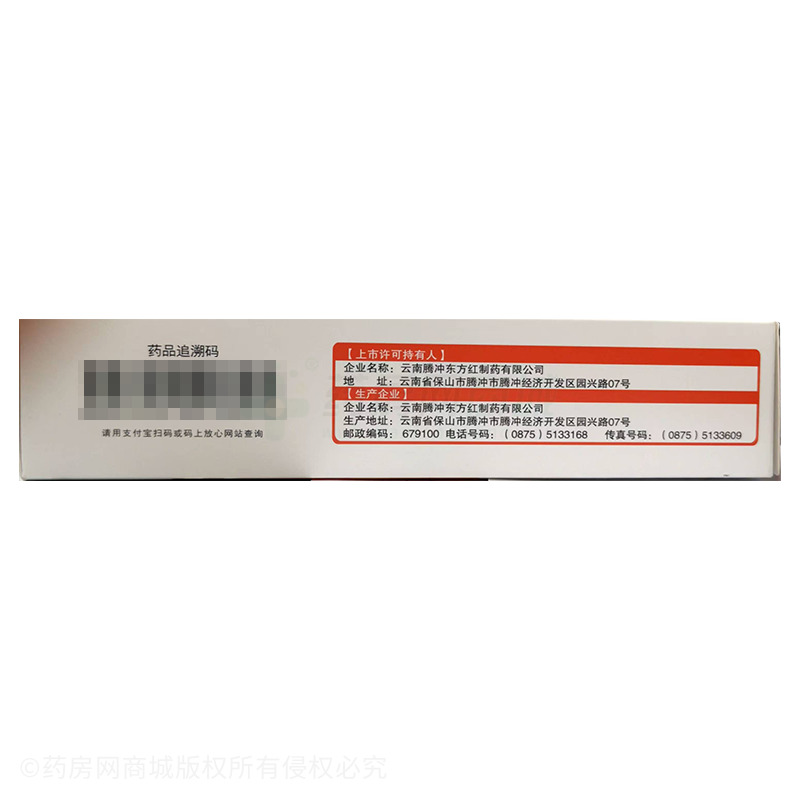 药品追溯码
请用支付宝扫码或码上放心网站查询
【上市许可持有人】
企业名称：云南腾冲东方红制药有限公司
地 址：云南省保山市腾冲市腾冲经济开发区园兴路07号
【生产企业】
企业名称：云南腾冲东方红制药有限公司
生产地址：云南省保山市腾冲市腾冲经济开发区园兴路07号
邮政编码：679100 电话号码：（0875）5133168 传真号码：（0875）5133609
©药房网商城版权所有侵权必究